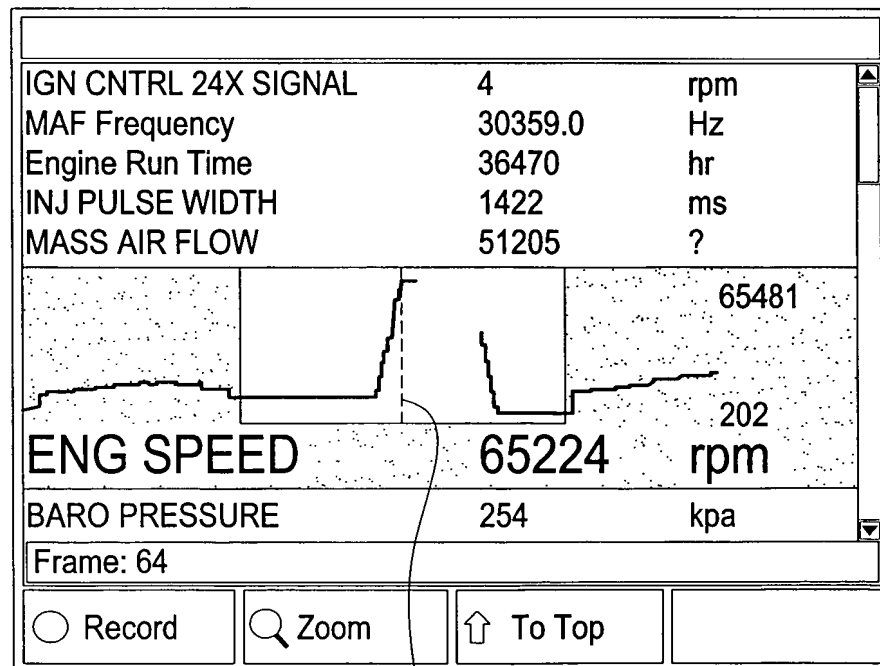 IGN CNTRL 24X SIGNAL 4 rpm
MAF Frequency 30359.0 Hz
Engine Run Time 36470 hr
INJ PULSE WIDTH 1422 ms
MASS AIR FLOW 51205 ?
65481
202
ENG SPEED 65224 rpm
BARO PRESSURE 254 kpa
Frame: 64
Record Zoom To Top